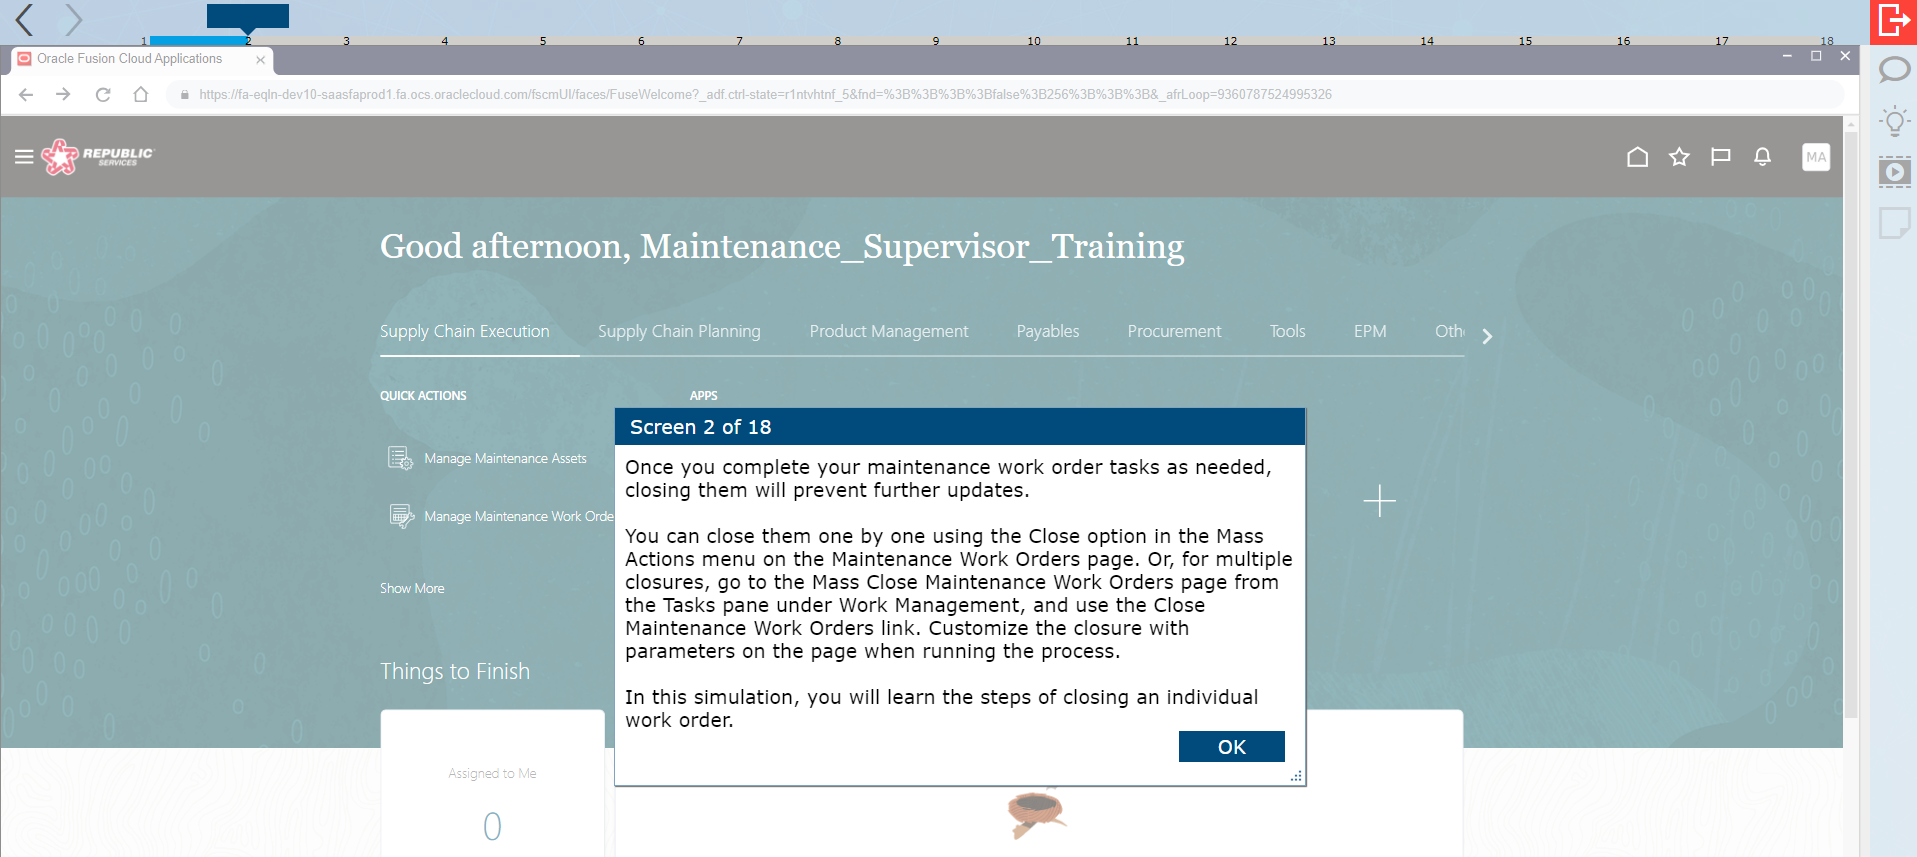 1 2 3 4 5 6 7 8 9 10 11 12 13 14 15 16 17 18
Oracle Fusion Cloud Applications
https://fa-eqln-dev10-saasfaprod1.fa.ocs.oraclecloud.com/fscmUI/faces/FuseWelcome?_adf.ctrl-state=r1ntvhtnf_5&fnd=%3B%3B%3B%3Bfalse%3B256%3B%3B%3B&_afrLoop=9360787524995326
REPUBLIC
SERVICES
MA
Good afternoon, Maintenance_Supervisor_Training
Supply Chain Execution Supply Chain Planning Product Management Payables Procurement Tools EPM Othe
QUICK ACTIONS APPS
Manage Maintenance Assets
Manage Maintenance Work Orde
Show More
Screen 2 of 18
Once you complete your maintenance work order tasks as needed,
closing them will prevent further updates.
You can close them one by one using the Close option in the Mass
Actions menu on the Maintenance Work Orders page. Or, for multiple
closures, go to the Mass Close Maintenance Work Orders page from
the Tasks pane under Work Management, and use the Close
Maintenance Work Orders link. Customize the closure with
parameters on the page when running the process.
In this simulation, you will learn the steps of closing an individual
work order.
OK
Things to Finish
Assigned to Me
0